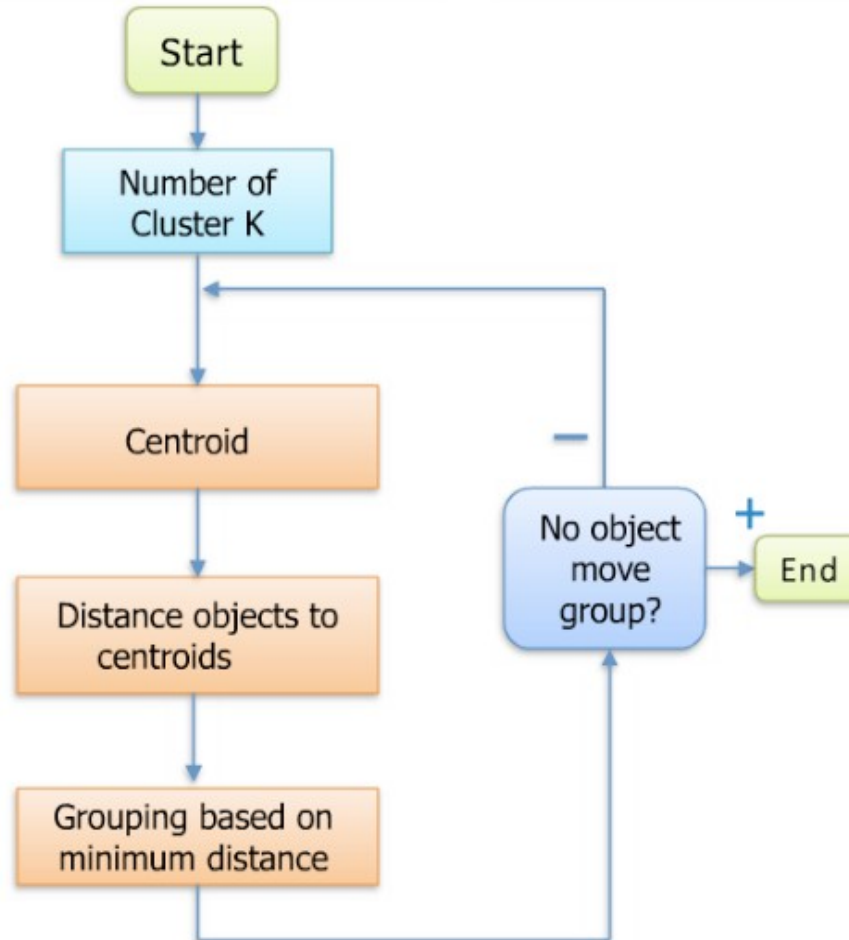 Start
Number of
Cluster K
Centroid
Distance objects to
centroids
Grouping based on
minimum distance
−
No object
move
group?
+
End